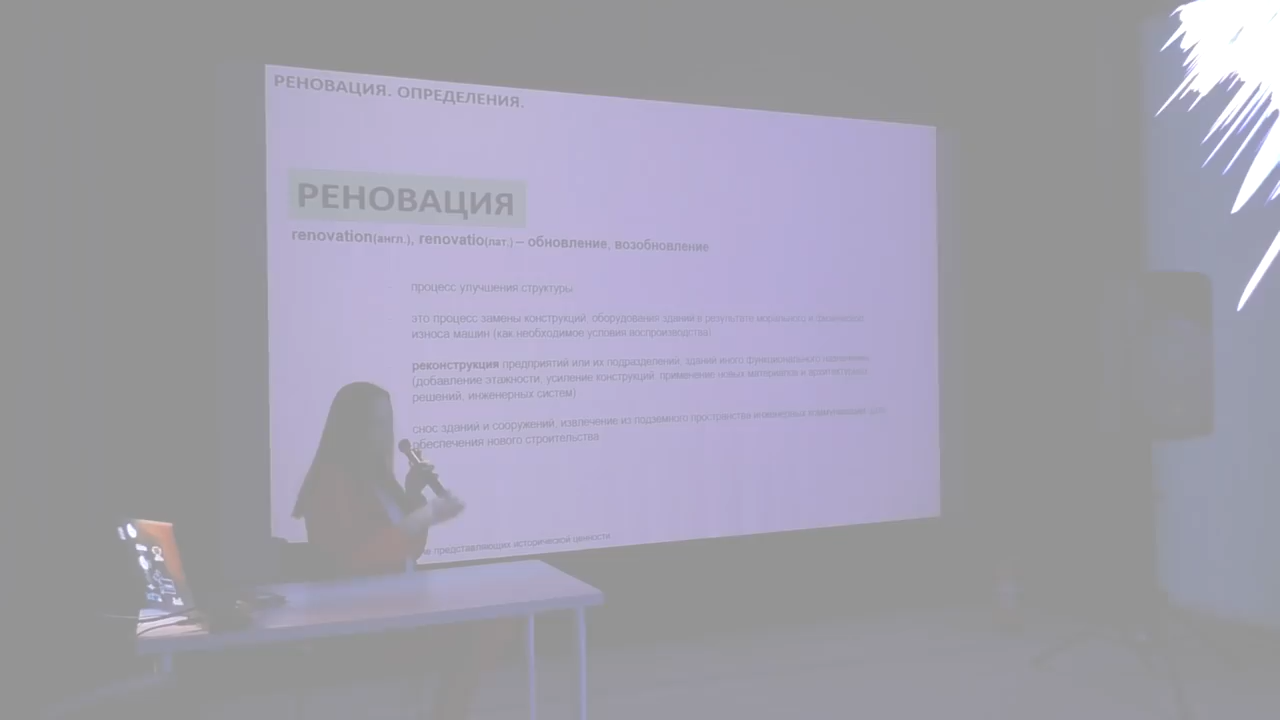 РЕНОВАЦИЯ. ОПРЕДЕЛЕНИЯ.
РЕНОВАЦИЯ
renovation(англ.), renovatio(лат.) – обновление, возобновление
процесс улучшения структуры
это процесс замены конструкций, оборудования зданий в результате морального и физического
износа машин (как необходимое условия воспроизводства)
реконструкция предприятий или их подразделений, зданий иного функционального назначения
(добавление этажности, усиление конструкций, применение новых материалов и архитектурных
решений, инженерных систем)
снос зданий и сооружений, извлечение из подземного пространства инженерных коммуникаций для
обеспечения нового строительства
не представляющих исторической ценности